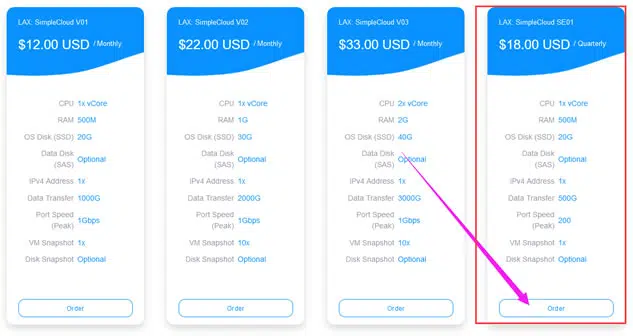 LAX: SimpleCloud V01
$12.00 USD / Monthly
CPU 1x vCore
RAM 500M
OS Disk (SSD) 20G
Data Disk (SAS) Optional
IPv4 Address 1x
Data Transfer 1000G
Port Speed (Peak) 1Gbps
VM Snapshot 1x
Disk Snapshot Optional
Order
LAX: SimpleCloud V02
$22.00 USD / Monthly
CPU 1x vCore
RAM 1G
OS Disk (SSD) 30G
Data Disk (SAS) Optional
IPv4 Address 1x
Data Transfer 2000G
Port Speed (Peak) 1Gbps
VM Snapshot 10x
Disk Snapshot Optional
Order
LAX: SimpleCloud V03
$33.00 USD / Monthly
CPU 2x vCore
RAM 2G
OS Disk (SSD) 40G
Data Disk (SAS) Optional
IPv4 Address 1x
Data Transfer 3000G
Port Speed (Peak) 1Gbps
VM Snapshot 10x
Disk Snapshot Optional
Order
LAX: SimpleCloud SE01
$18.00 USD / Quarterly
CPU 1x vCore
RAM 500M
OS Disk (SSD) 20G
Data Disk (SAS) Optional
IPv4 Address 1x
Data Transfer 500G
Port Speed (Peak) 200
VM Snapshot 1x
Disk Snapshot Optional
Order